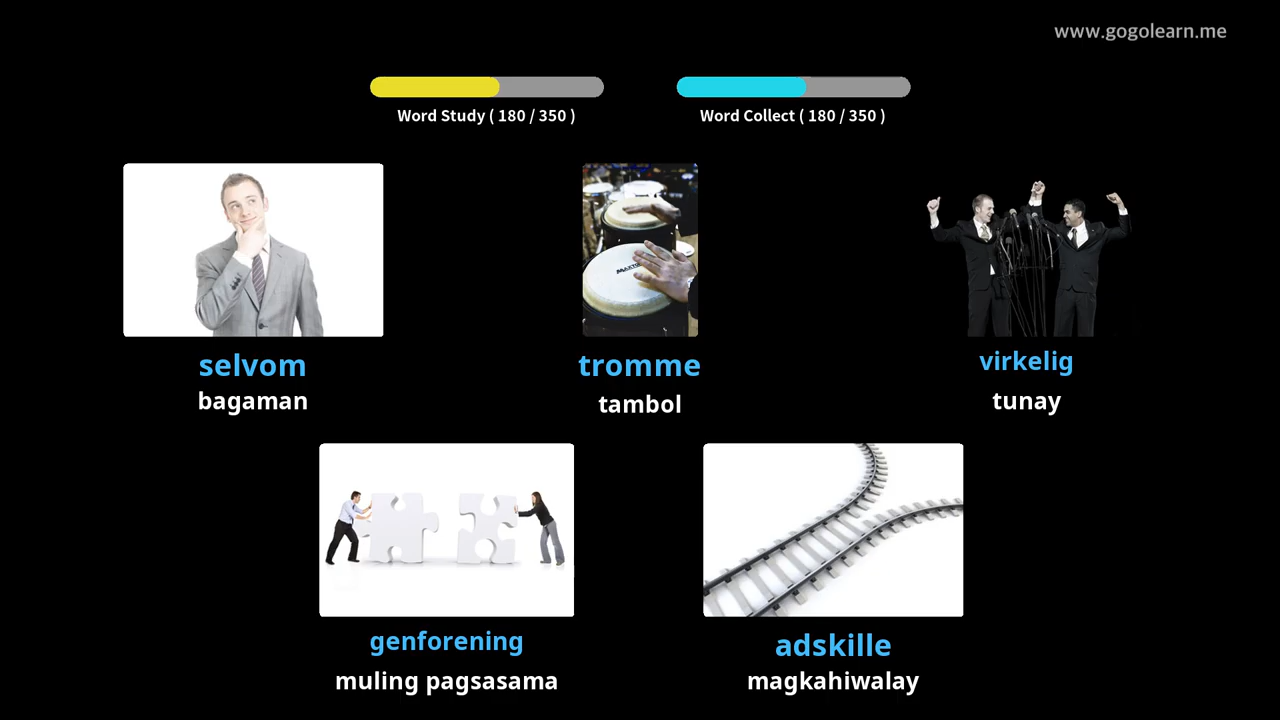 www.gogolearn.me
Word Study ( 180 / 350 )
Word Collect ( 180 / 350 )
selvom
bagaman
tromme
tambol
virkelig
tunay
genforening
muling pagsasama
adskille
magkahiwalay